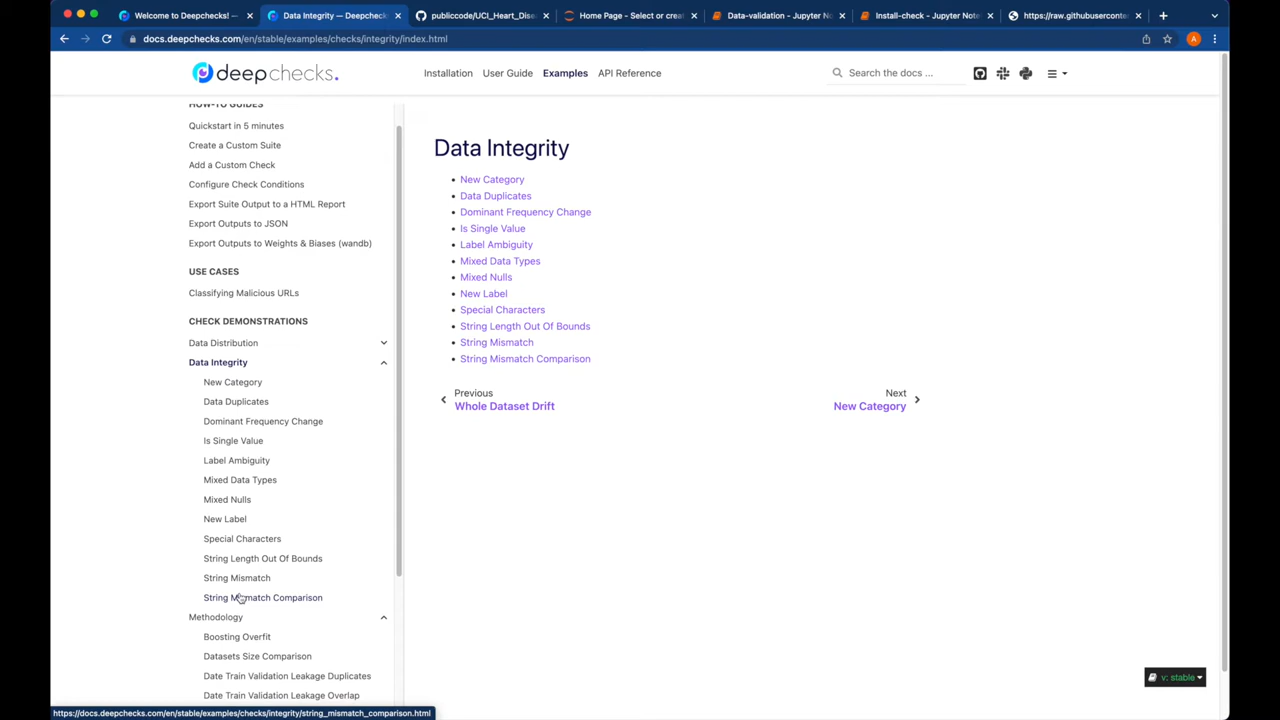 Welcome to Deepchecks! —
Data Integrity — Deepcheck
publiccode/UCI_Heart_Dise
Home Page - Select or creat
Data-validation - Jupyter No
Install-check - Jupyter Note
https://raw.githubuserconte
docs.deepchecks.com/en/stable/examples/checks/integrity/index.html
A
deepchecks.
Installation
User Guide
Examples
API Reference
Search the docs ...
HOW-TO GUIDES
Quickstart in 5 minutes
Create a Custom Suite
Add a Custom Check
Configure Check Conditions
Export Suite Output to a HTML Report
Export Outputs to JSON
Export Outputs to Weights & Biases (wandb)
USE CASES
Classifying Malicious URLs
CHECK DEMONSTRATIONS
Data Distribution
Data Integrity
New Category
Data Duplicates
Dominant Frequency Change
Is Single Value
Label Ambiguity
Mixed Data Types
Mixed Nulls
New Label
Special Characters
String Length Out Of Bounds
String Mismatch
String Mismatch Comparison
Methodology
Boosting Overfit
Datasets Size Comparison
Date Train Validation Leakage Duplicates
Date Train Validation Leakage Overlap
Data Integrity
New Category
Data Duplicates
Dominant Frequency Change
Is Single Value
Label Ambiguity
Mixed Data Types
Mixed Nulls
New Label
Special Characters
String Length Out Of Bounds
String Mismatch
String Mismatch Comparison
Previous
Whole Dataset Drift
Next
New Category
v: stable
https://docs.deepchecks.com/en/stable/examples/checks/integrity/string_mismatch_comparison.html